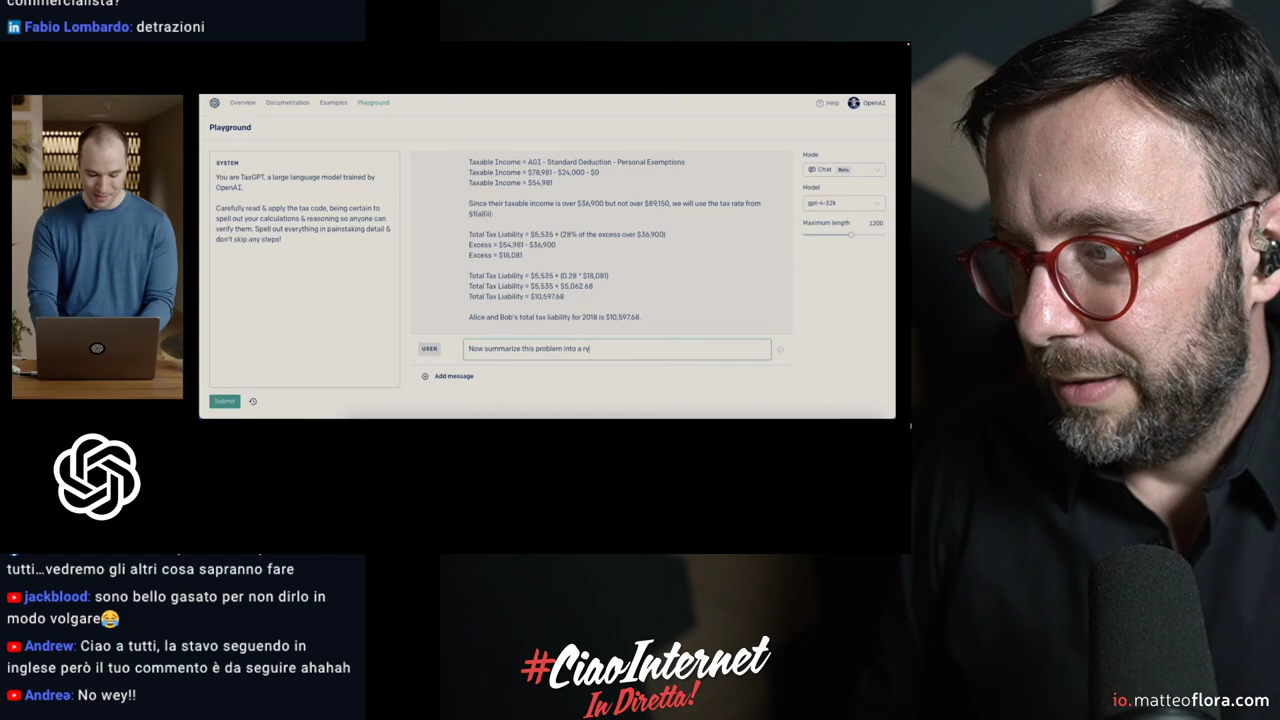 commercialista?
Fabio Lombardo: detrazioni
Overview Documentation Examples Playground
Help OpenAI
Playground
SYSTEM
You are TaxGPT, a large language model trained by
OpenAI.
Carefully read & apply the tax code, being certain to
spell out your calculations & reasoning so anyone can
verify them. Spell out everything in painstaking detail &
don't skip any steps!
Submit
Taxable Income = AGI - Standard Deduction - Personal Exemptions
Taxable Income = $78,981 - $24,000 - $0
Taxable Income = $54,981
Since their taxable income is over $36,900 but not over $89,150, we will use the tax rate from
§1(a)(ii):
Total Tax Liability = $5,535 + (28% of the excess over $36,900)
Excess = $54,981 - $36,900
Excess = $18,081
Total Tax Liability = $5,535 + (0.28 * $18,081)
Total Tax Liability = $5,535 + $5,062.68
Total Tax Liability = $10,597.68
Alice and Bob's total tax liability for 2018 is $10,597.68.
USER
Now summarize this problem into a ry
Add message
Mode
Chat Beta
Model
gpt-4-32k
Maximum length 1200
tutti...vedremo gli altri cosa sapranno fare
jackblood: sono bello gasato per non dirlo in
modo volgare😂
Andrew: Ciao a tutti, la stavo seguendo in
inglese però il tuo commento è da seguire ahahah
Andreə: No wey!!
#CiaoInternet
In Diretta!
io.matteoflora.com